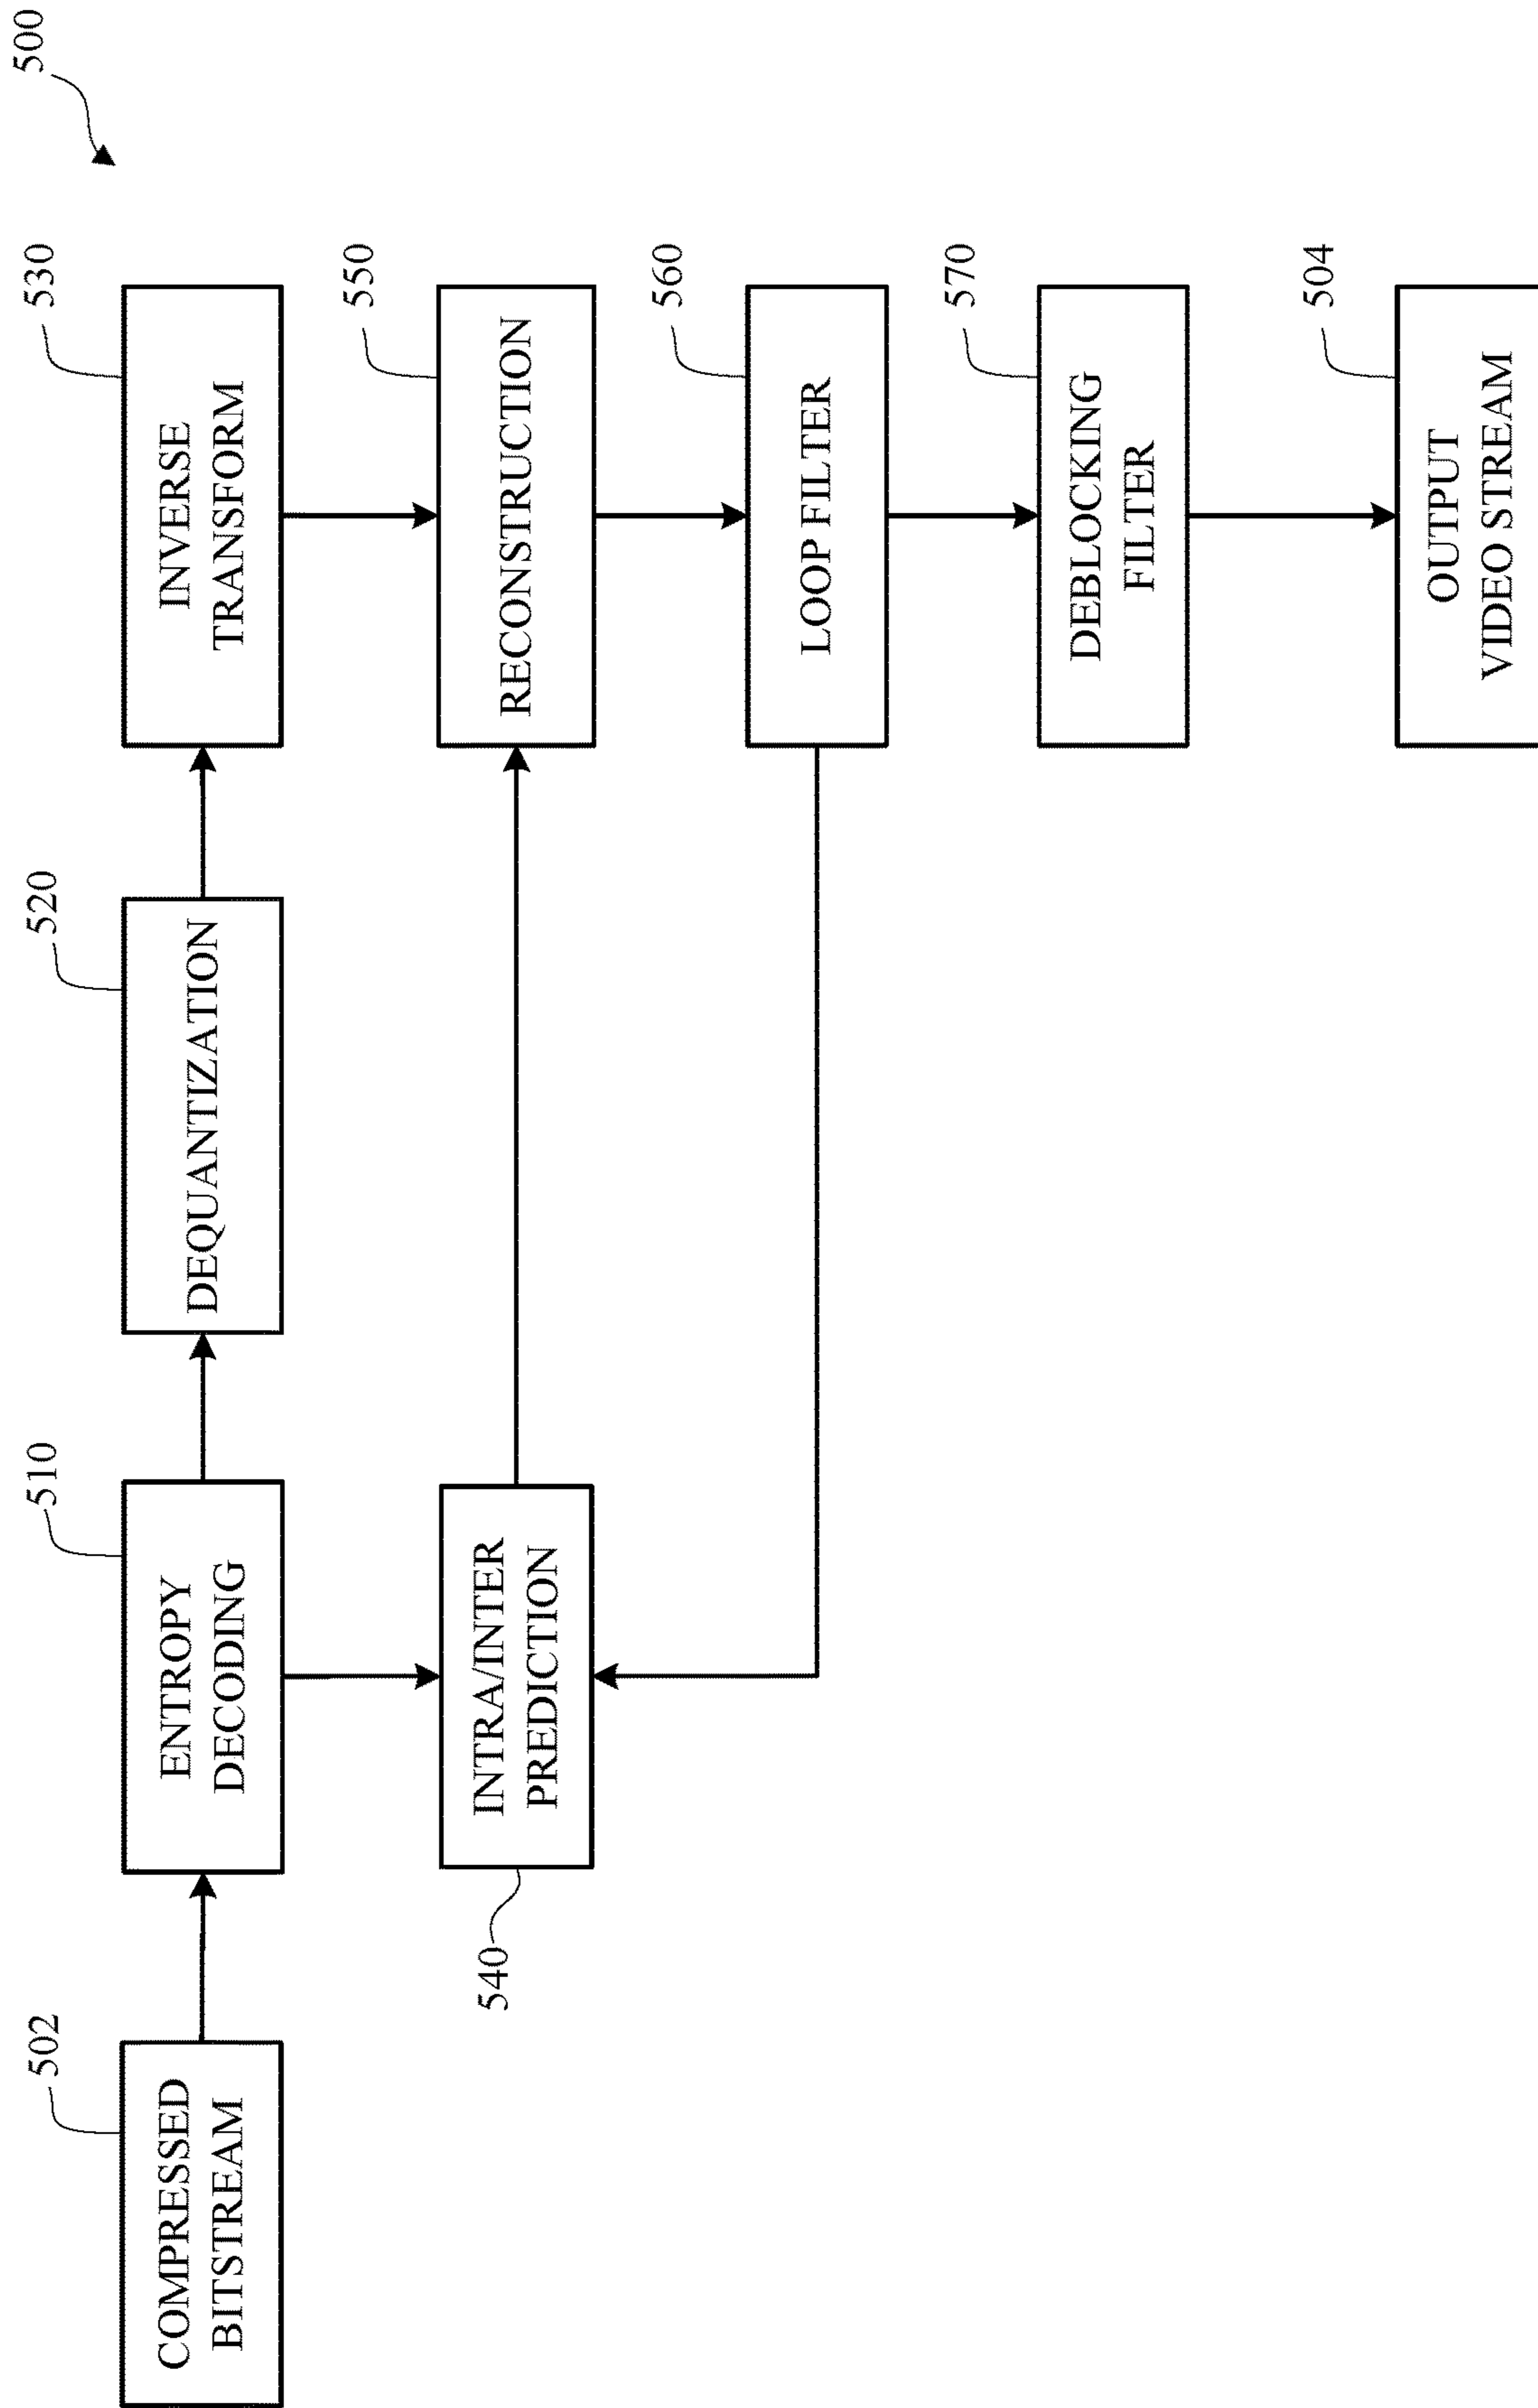 500
502
COMPRESSED
BITSTREAM
510
ENTROPY
DECODING
520
DEQUANTIZATION
530
INVERSE
TRANSFORM
540
INTRA/INTER
PREDICTION
550
RECONSTRUCTION
560
LOOP FILTER
570
DEBLOCKING
FILTER
504
OUTPUT
VIDEO STREAM